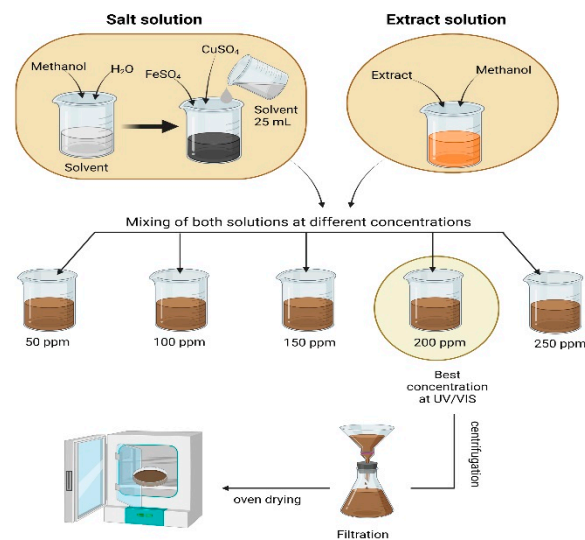 Salt solution
Extract solution
Methanol
H₂O
CuSO₄
FeSO₄
Solvent
25 mL
Solvent
Extract
Methanol
Mixing of both solutions at different concentrations
50 ppm
100 ppm
150 ppm
200 ppm
250 ppm
Best
concentration
at UV/VIS
centrifugation
oven drying
Filtration